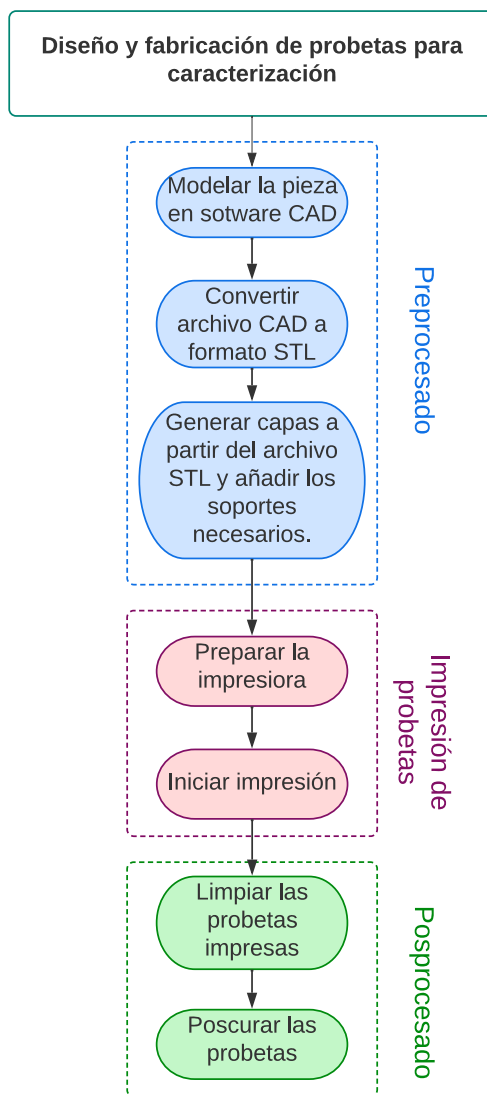 Diseño y fabricación de probetas para
caracterización
Modelar la pieza
en sotware CAD
Convertir
archivo CAD a
formato STL
Generar capas a
partir del archivo
STL y añadir los
soportes
necesarios.
Preprocesado
Preparar la
impresiora
Iniciar impresión
Impresión de
probetas
Limpiar las
probetas
impresas
Poscurar las
probetas
Posprocesado